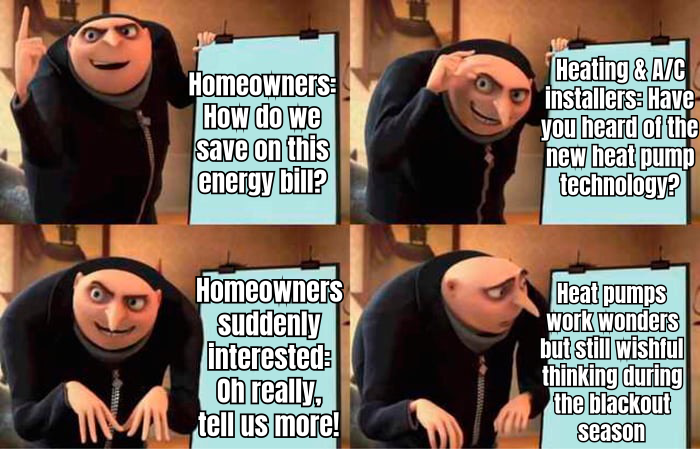 Homeowners:
How do we
save on this
energy bill?
Heating & A/C
installers: Have
you heard of the
new heat pump
technology?
Homeowners
suddenly
interested:
Oh really,
tell us more!
Heat pumps
work wonders
but still wishful
thinking during
the blackout
season